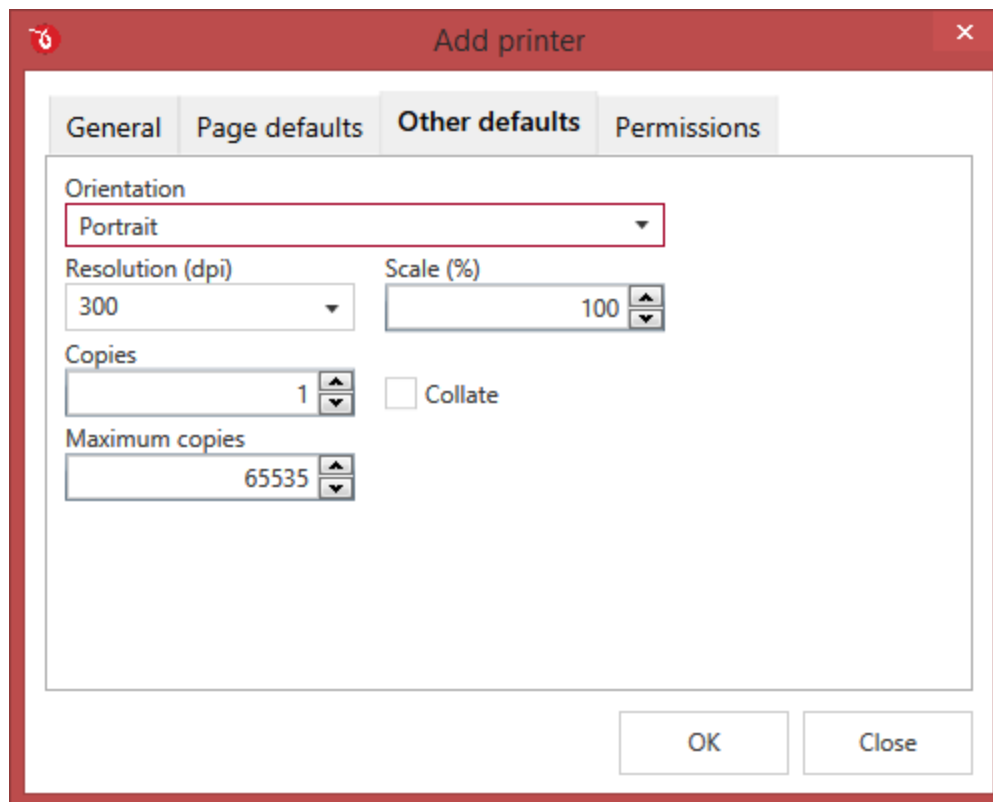 Add printer
General Page defaults Other defaults Permissions
Orientation
Portrait
Resolution (dpi) Scale (%)
300 100
Copies
1 Collate
Maximum copies
65535
OK Close